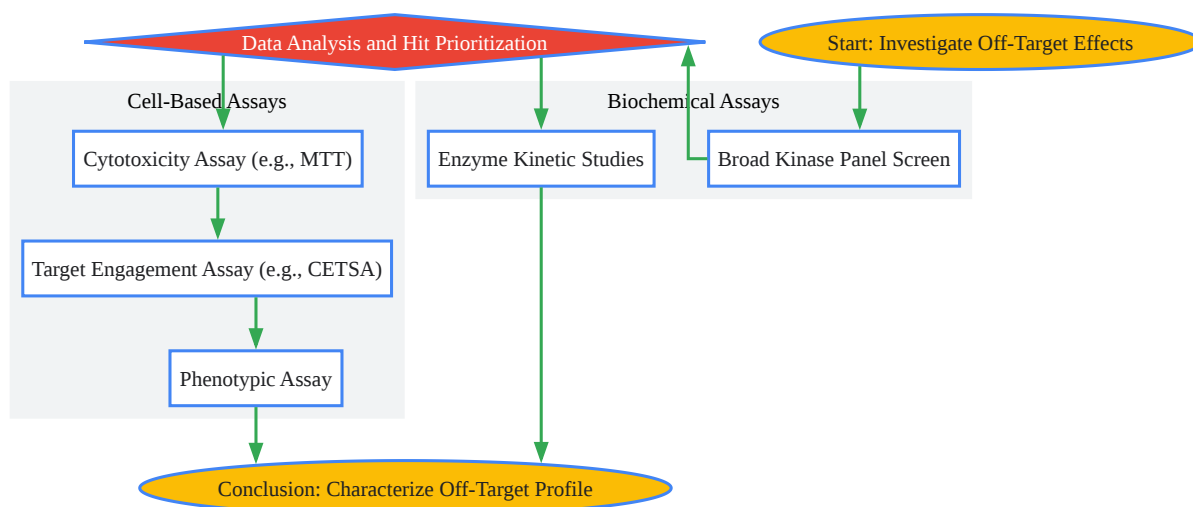 Data Analysis and Hit Prioritization
Start: Investigate Off-Target Effects
Cell-Based Assays
Biochemical Assays
Cytotoxicity Assay (e.g., MTT)
Enzyme Kinetic Studies
Broad Kinase Panel Screen
Target Engagement Assay (e.g., CETSA)
Phenotypic Assay
Conclusion: Characterize Off-Target Profile